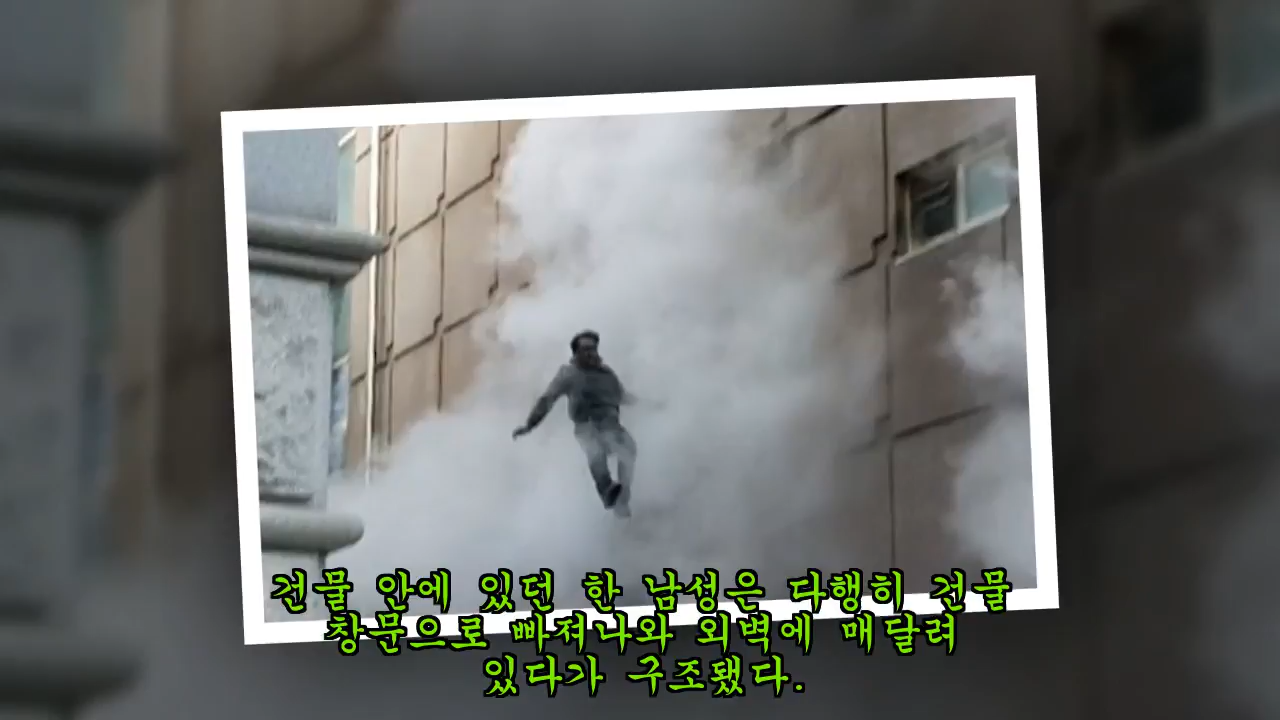 건물 안에 있던 한 남성은 다행히 건물
창문으로 빠져나와 외벽에 매달려
있다가 구조됐다.